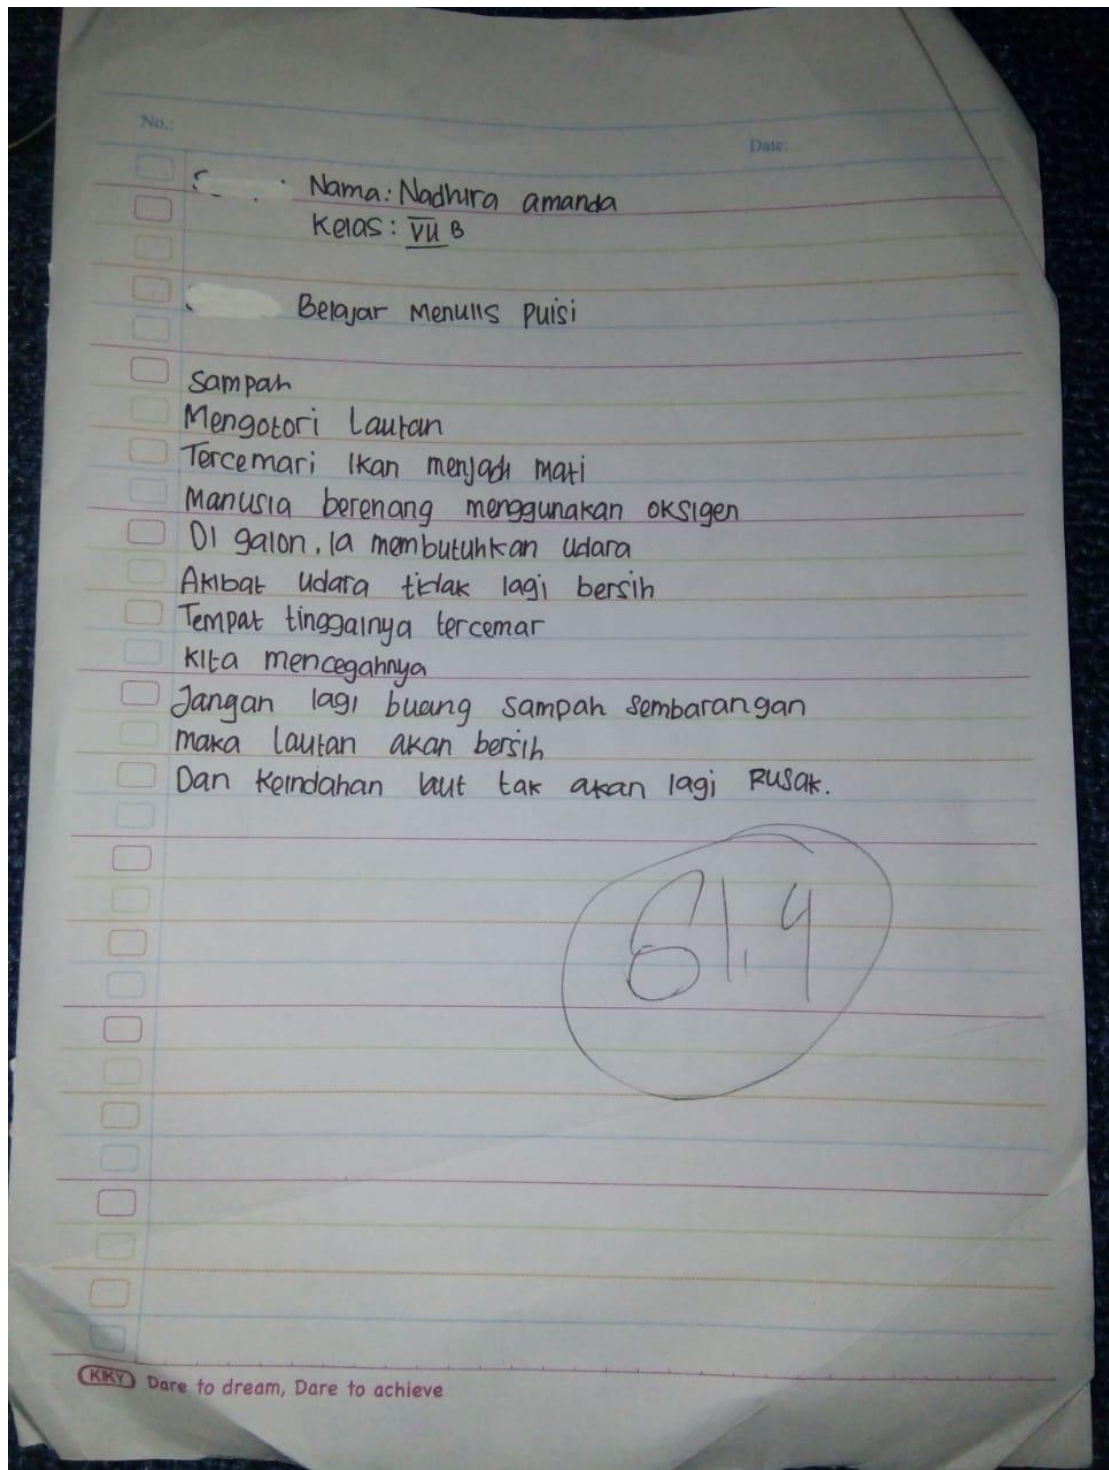 No.:
Date:
Nama: Nadhira amanda
Kelas: VII B
Belajar Menulis Puisi
Sampah
Mengotori Lautan
Tercemari Ikan menjadi mati
Manusia berenang menggunakan oksigen
Di galon, Ia membutuhkan udara
Akibat udara tidak lagi bersih
Tempat tinggalnya tercemar
Kita mencegahnya
Jangan lagi buang sampah sembarangan
maka lautan akan bersih
Dan Keindahan laut tak akan lagi Rusak.
61.4
KIKY Dare to dream, Dare to achieve